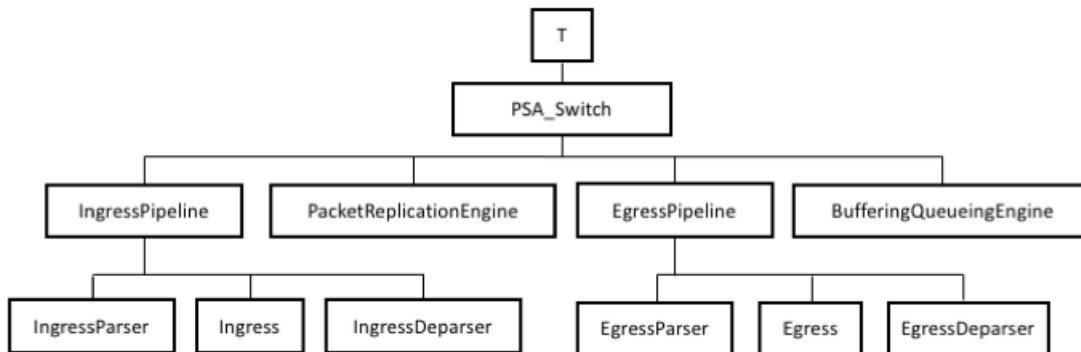 T
PSA_Switch
IngressPipeline
PacketReplicationEngine
EgressPipeline
BufferingQueueingEngine
IngressParser
Ingress
IngressDeparser
EgressParser
Egress
EgressDeparser